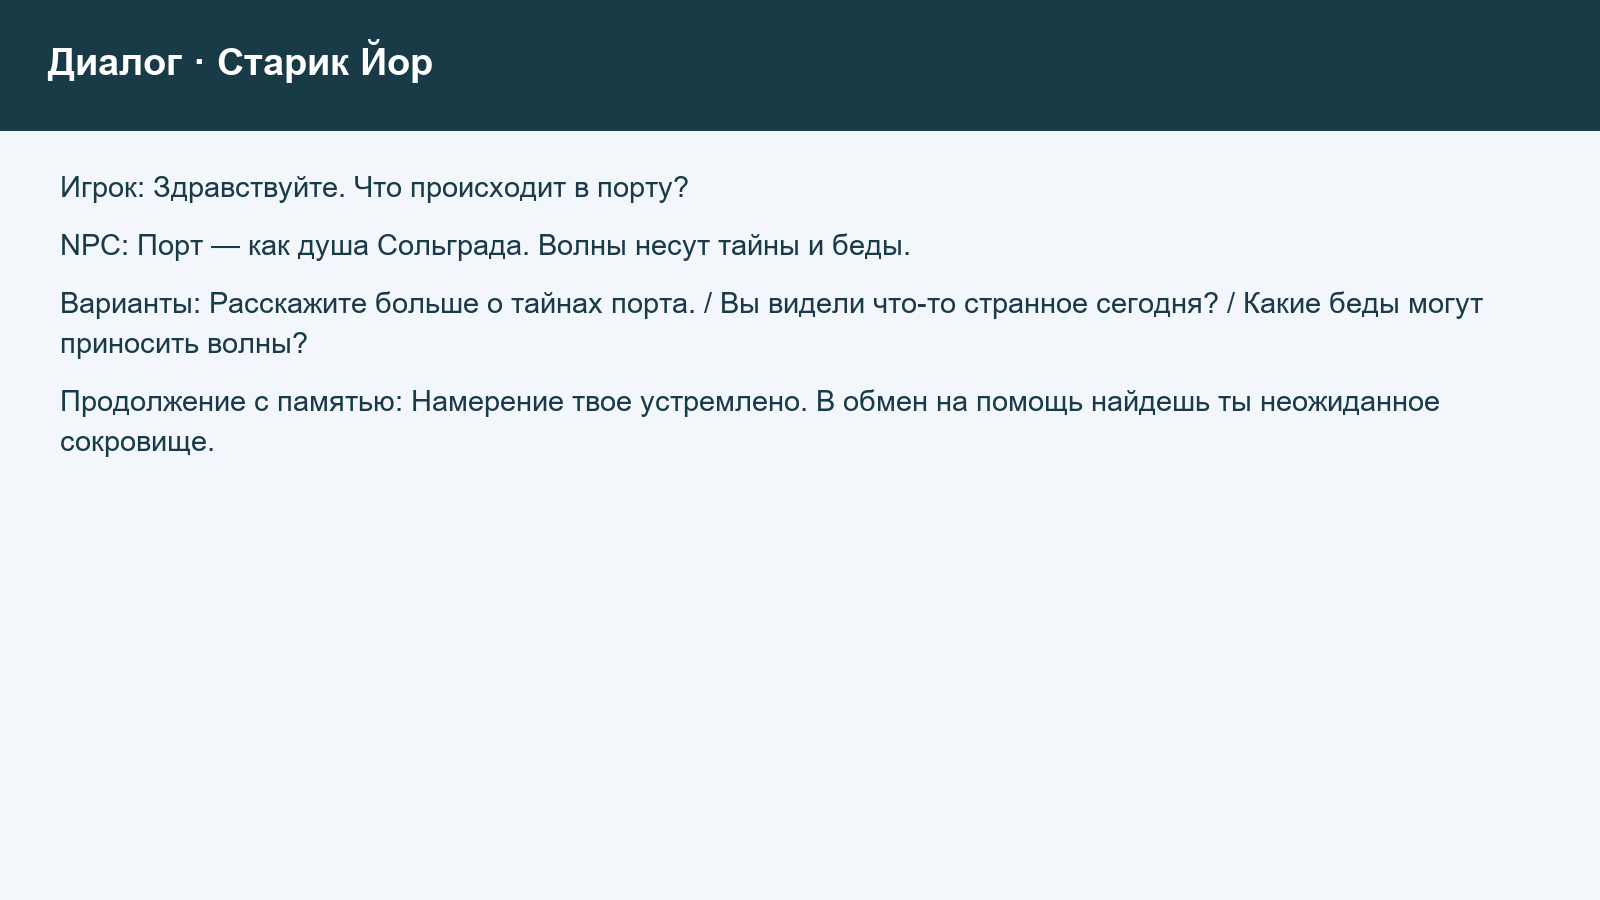 Диалог · Старик Йор
Игрок: Здравствуйте. Что происходит в порту?
NPC: Порт — как душа Сольграда. Волны несут тайны и беды.
Варианты: Расскажите больше о тайнах порта. / Вы видели что-то странное сегодня? / Какие беды могут
приносить волны?
Продолжение с памятью: Намерение твое устремлено. В обмен на помощь найдешь ты неожиданное
сокровище.